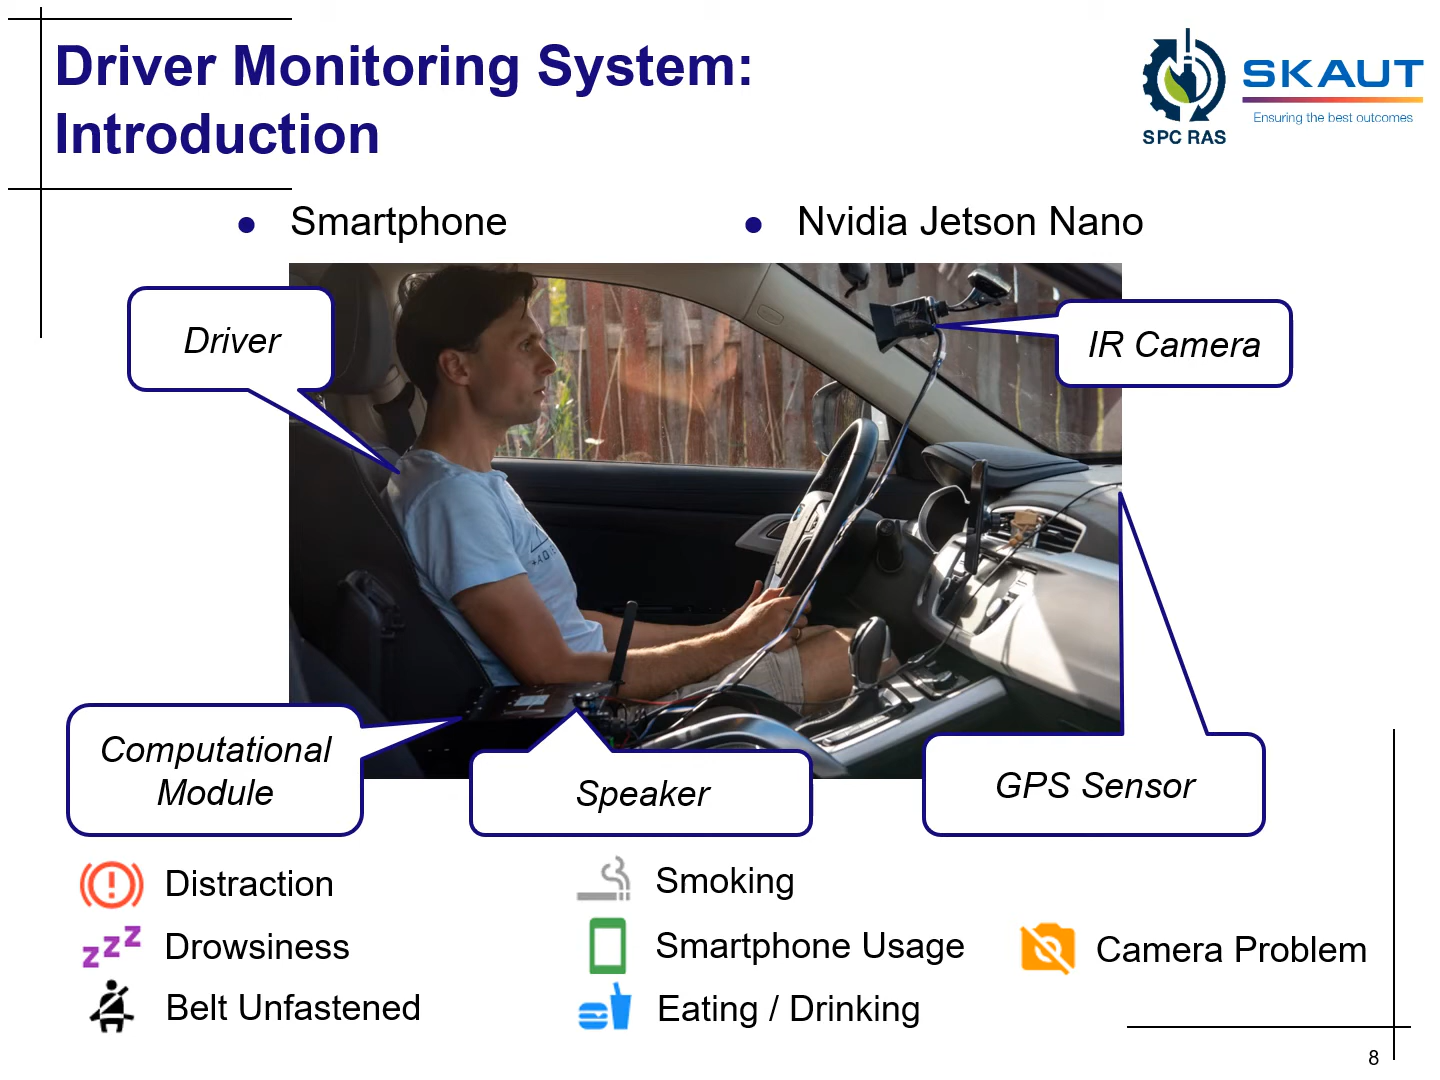 Driver Monitoring System:
Introduction
SPC RAS
SKAUT
Ensuring the best outcomes
Smartphone
Nvidia Jetson Nano
Driver
IR Camera
Computational
Module
Speaker
GPS Sensor
Distraction
Drowsiness
Belt Unfastened
Smoking
Smartphone Usage
Eating / Drinking
Camera Problem
8